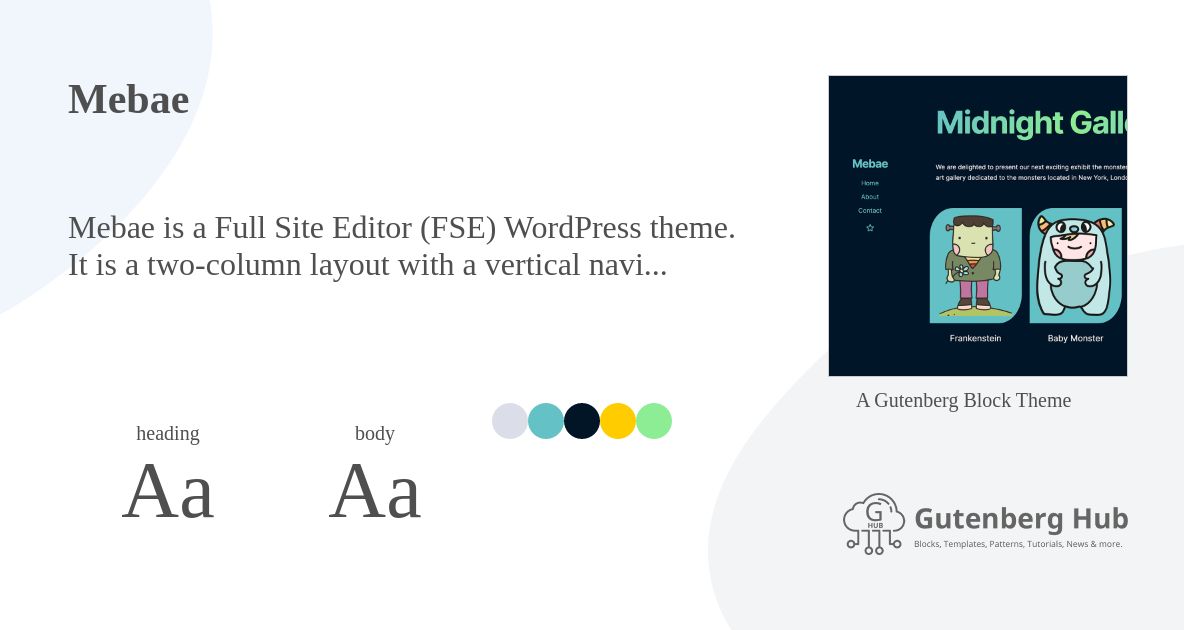 Mebae
Mebae is a Full Site Editor (FSE) WordPress theme.
It is a two-column layout with a vertical navi...
heading
Aa
body
Aa
Midnight Gall
Mebae
Home
About
Contact
We are delighted to present our next exciting exhibit the monster
art gallery dedicated to the monsters located in New York, Lond
Frankenstein
Baby Monster
A Gutenberg Block Theme
G
HUB
Gutenberg Hub
Blocks, Templates, Patterns, Tutorials, News & more.